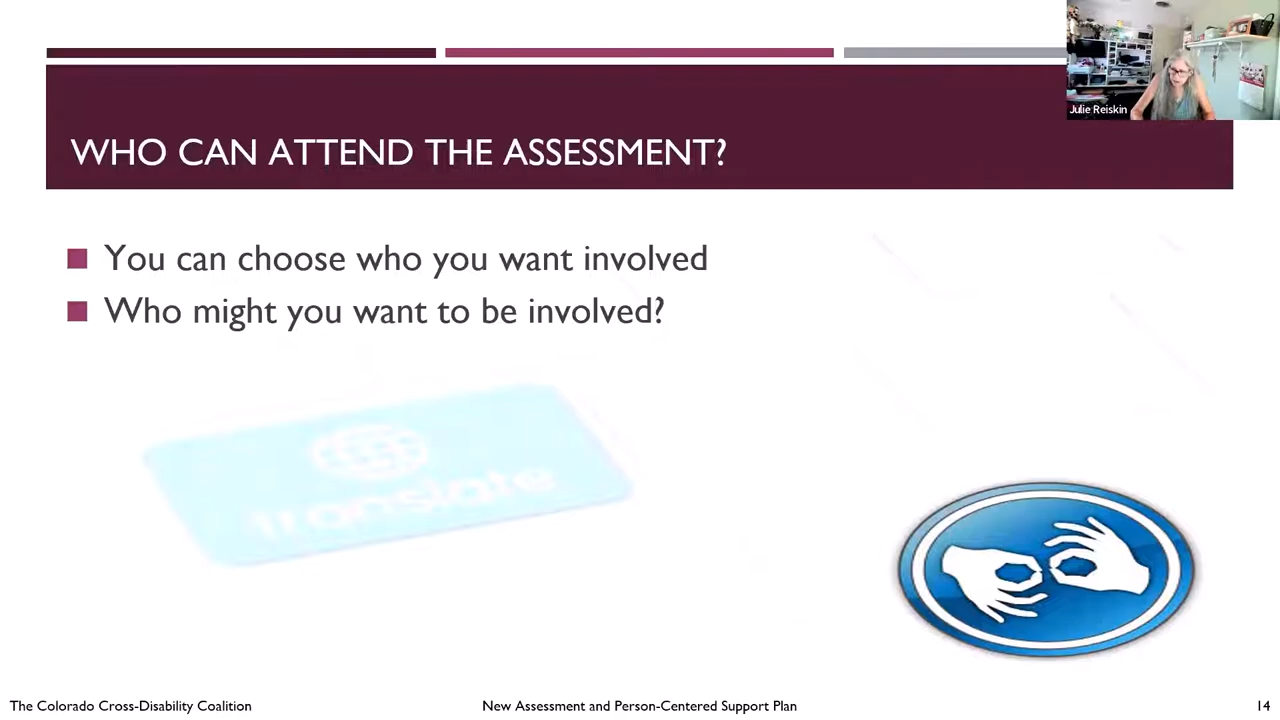 Julie Reiskin
WHO CAN ATTEND THE ASSESSMENT?
You can choose who you want involved
Who might you want to be involved?
translate
The Colorado Cross-Disability Coalition
New Assessment and Person-Centered Support Plan
14